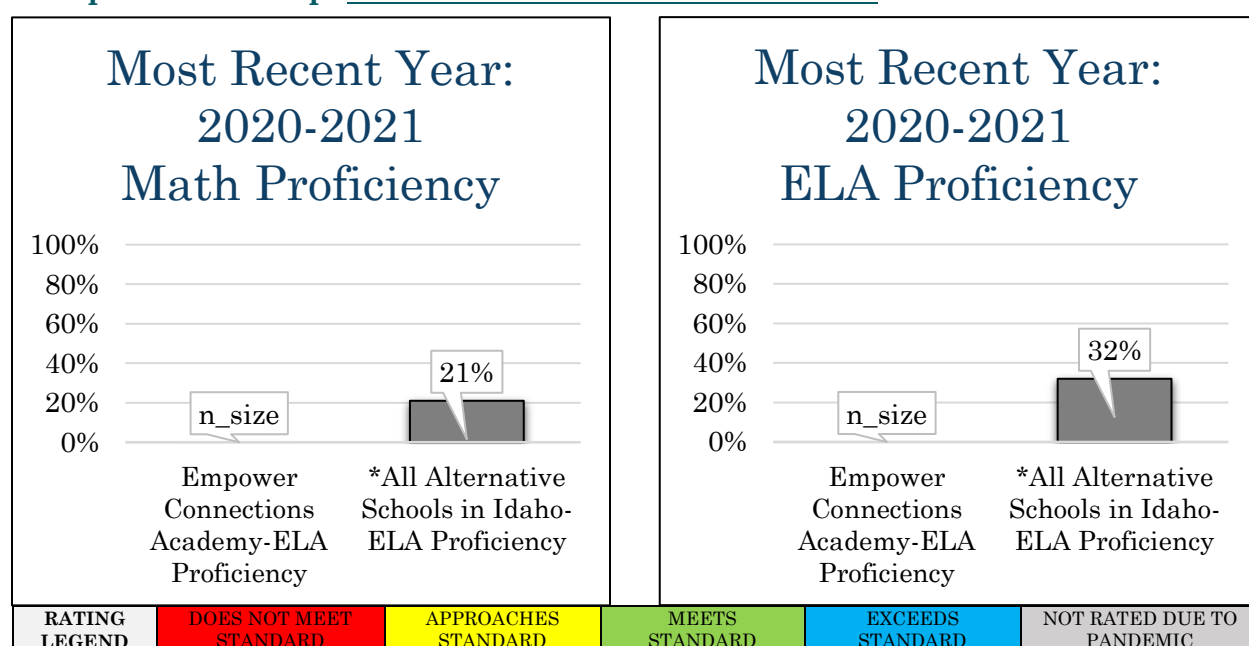 Most Recent Year:
2020-2021
Math Proficiency
100%
80%
60%
40%
20%
0%
n_size
21%
Empower
Connections
Academy-ELA
Proficiency
*All Alternative
Schools in Idaho-
ELA Proficiency
Most Recent Year:
2020-2021
ELA Proficiency
100%
80%
60%
40%
20%
0%
n_size
32%
Empower
Connections
Academy-ELA
Proficiency
*All Alternative
Schools in Idaho-
ELA Proficiency
RATING
LEGEND
DOES NOT MEET
STANDARD
APPROACHES
STANDARD
MEETS
STANDARD
EXCEEDS
STANDARD
NOT RATED DUE TO
PANDEMIC